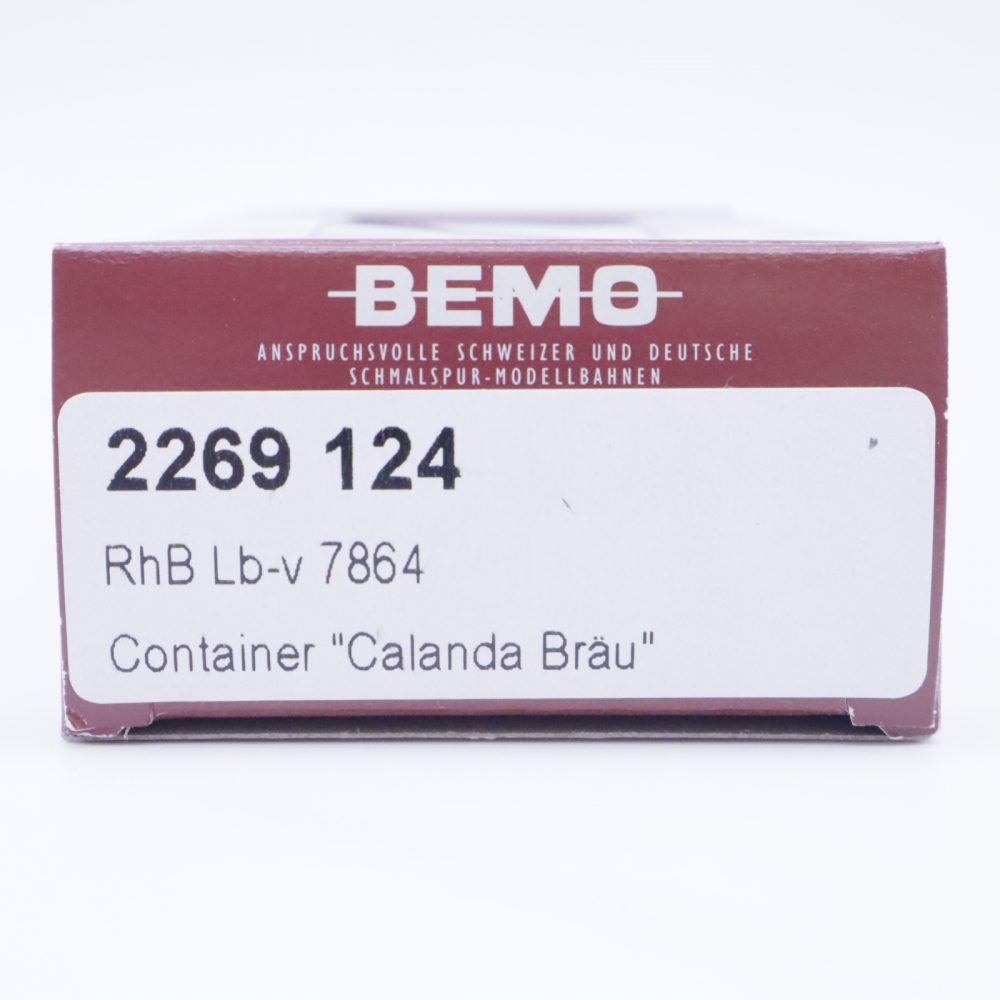 BEMO
ANSPRUCHSVOLLE SCHWEIZER UND DEUTSCHE
SCHMALSPUR-MODELLBAHNEN
2269 124
RhB Lb-v 7864
Container "Calanda Bräu"